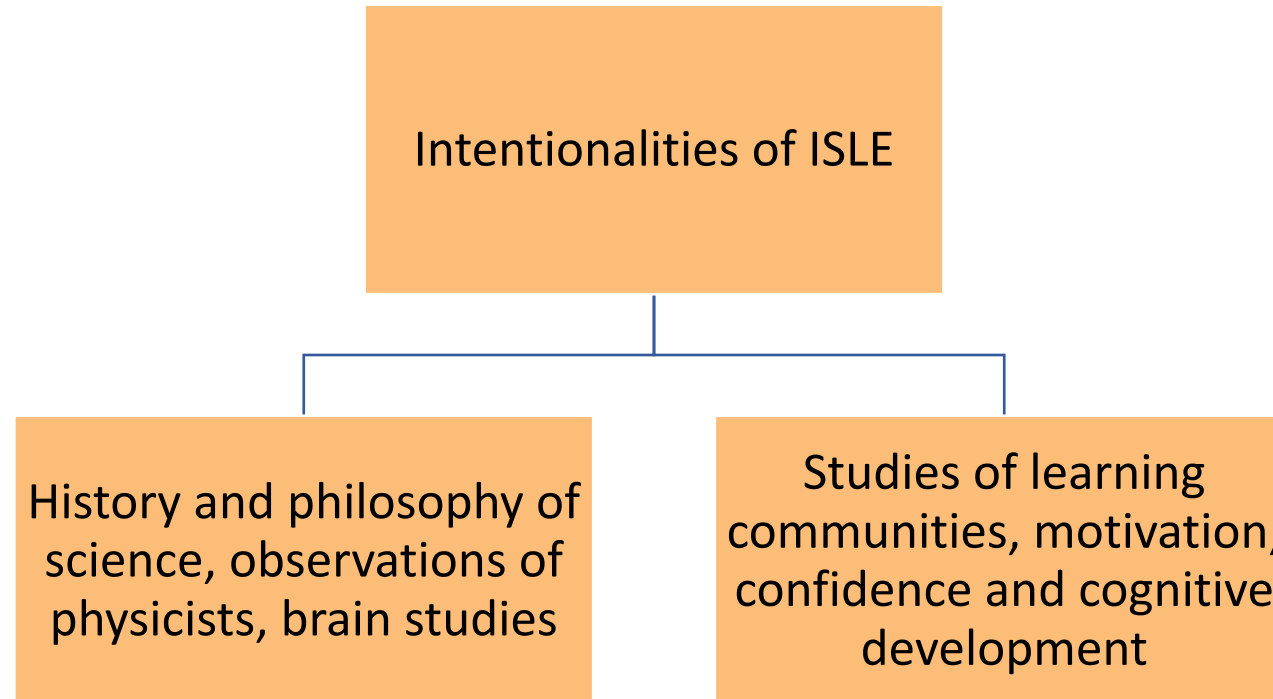 Intentionalities of ISLE
History and philosophy of
science, observations of
physicists, brain studies
Studies of learning
communities, motivation,
confidence and cognitive
development